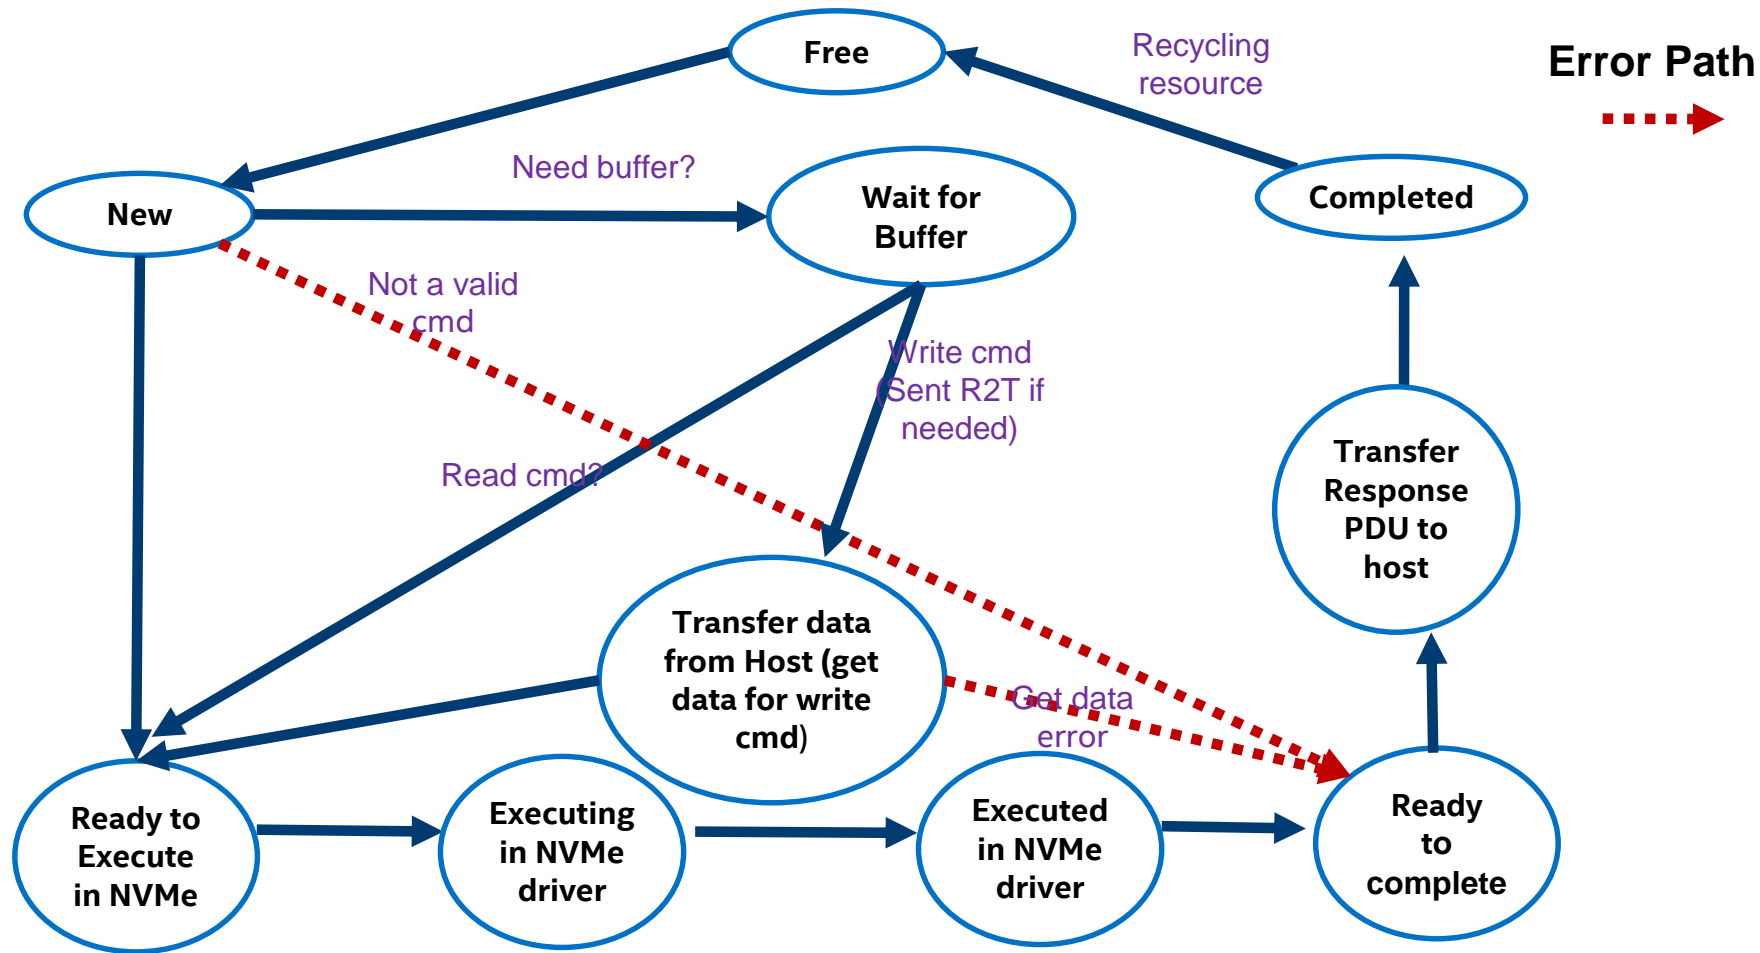 Free
Recycling
resource
Error Path
Need buffer?
New
Wait for
Buffer
Completed
Not a valid
cmd
Write cmd
(Sent R2T if
needed)
Read cmd?
Transfer
Response
PDU to
host
Transfer data
from Host (get
data for write
cmd)
Get data
error
Ready to
Execute
in NVMe
Executing
in NVMe
driver
Executed
in NVMe
driver
Ready
to
complete